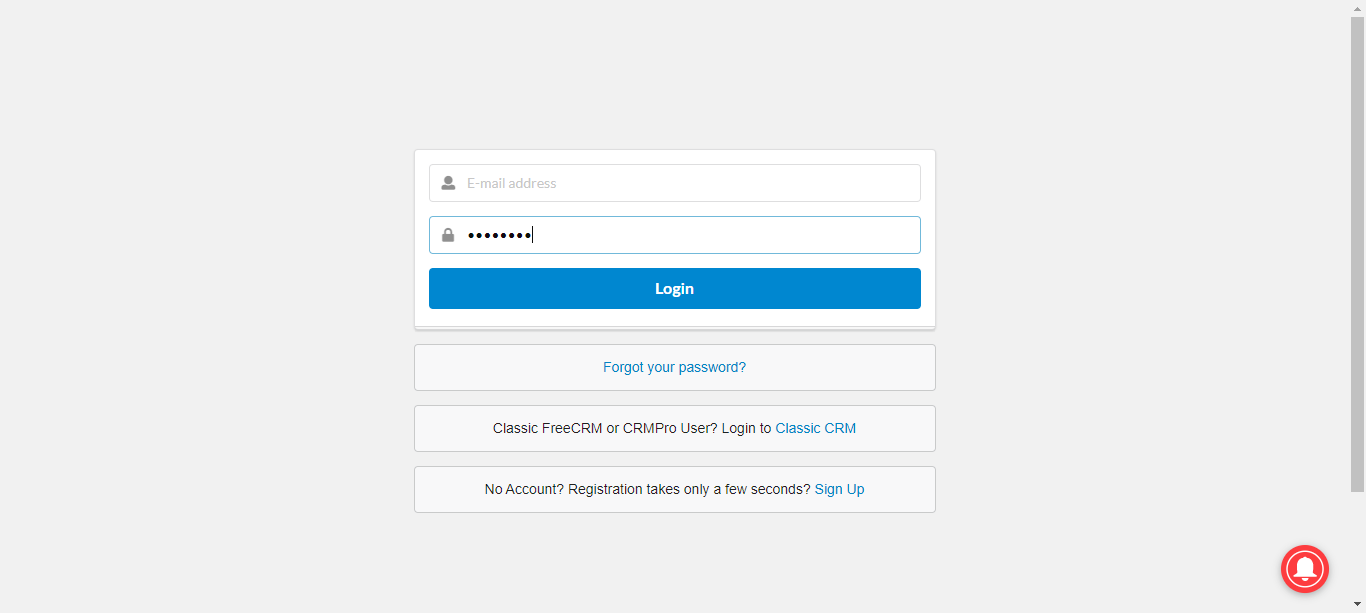 E-mail address
••••••••
Login
Forgot your password?
Classic FreeCRM or CRMPro User? Login to Classic CRM
No Account? Registration takes only a few seconds? Sign Up